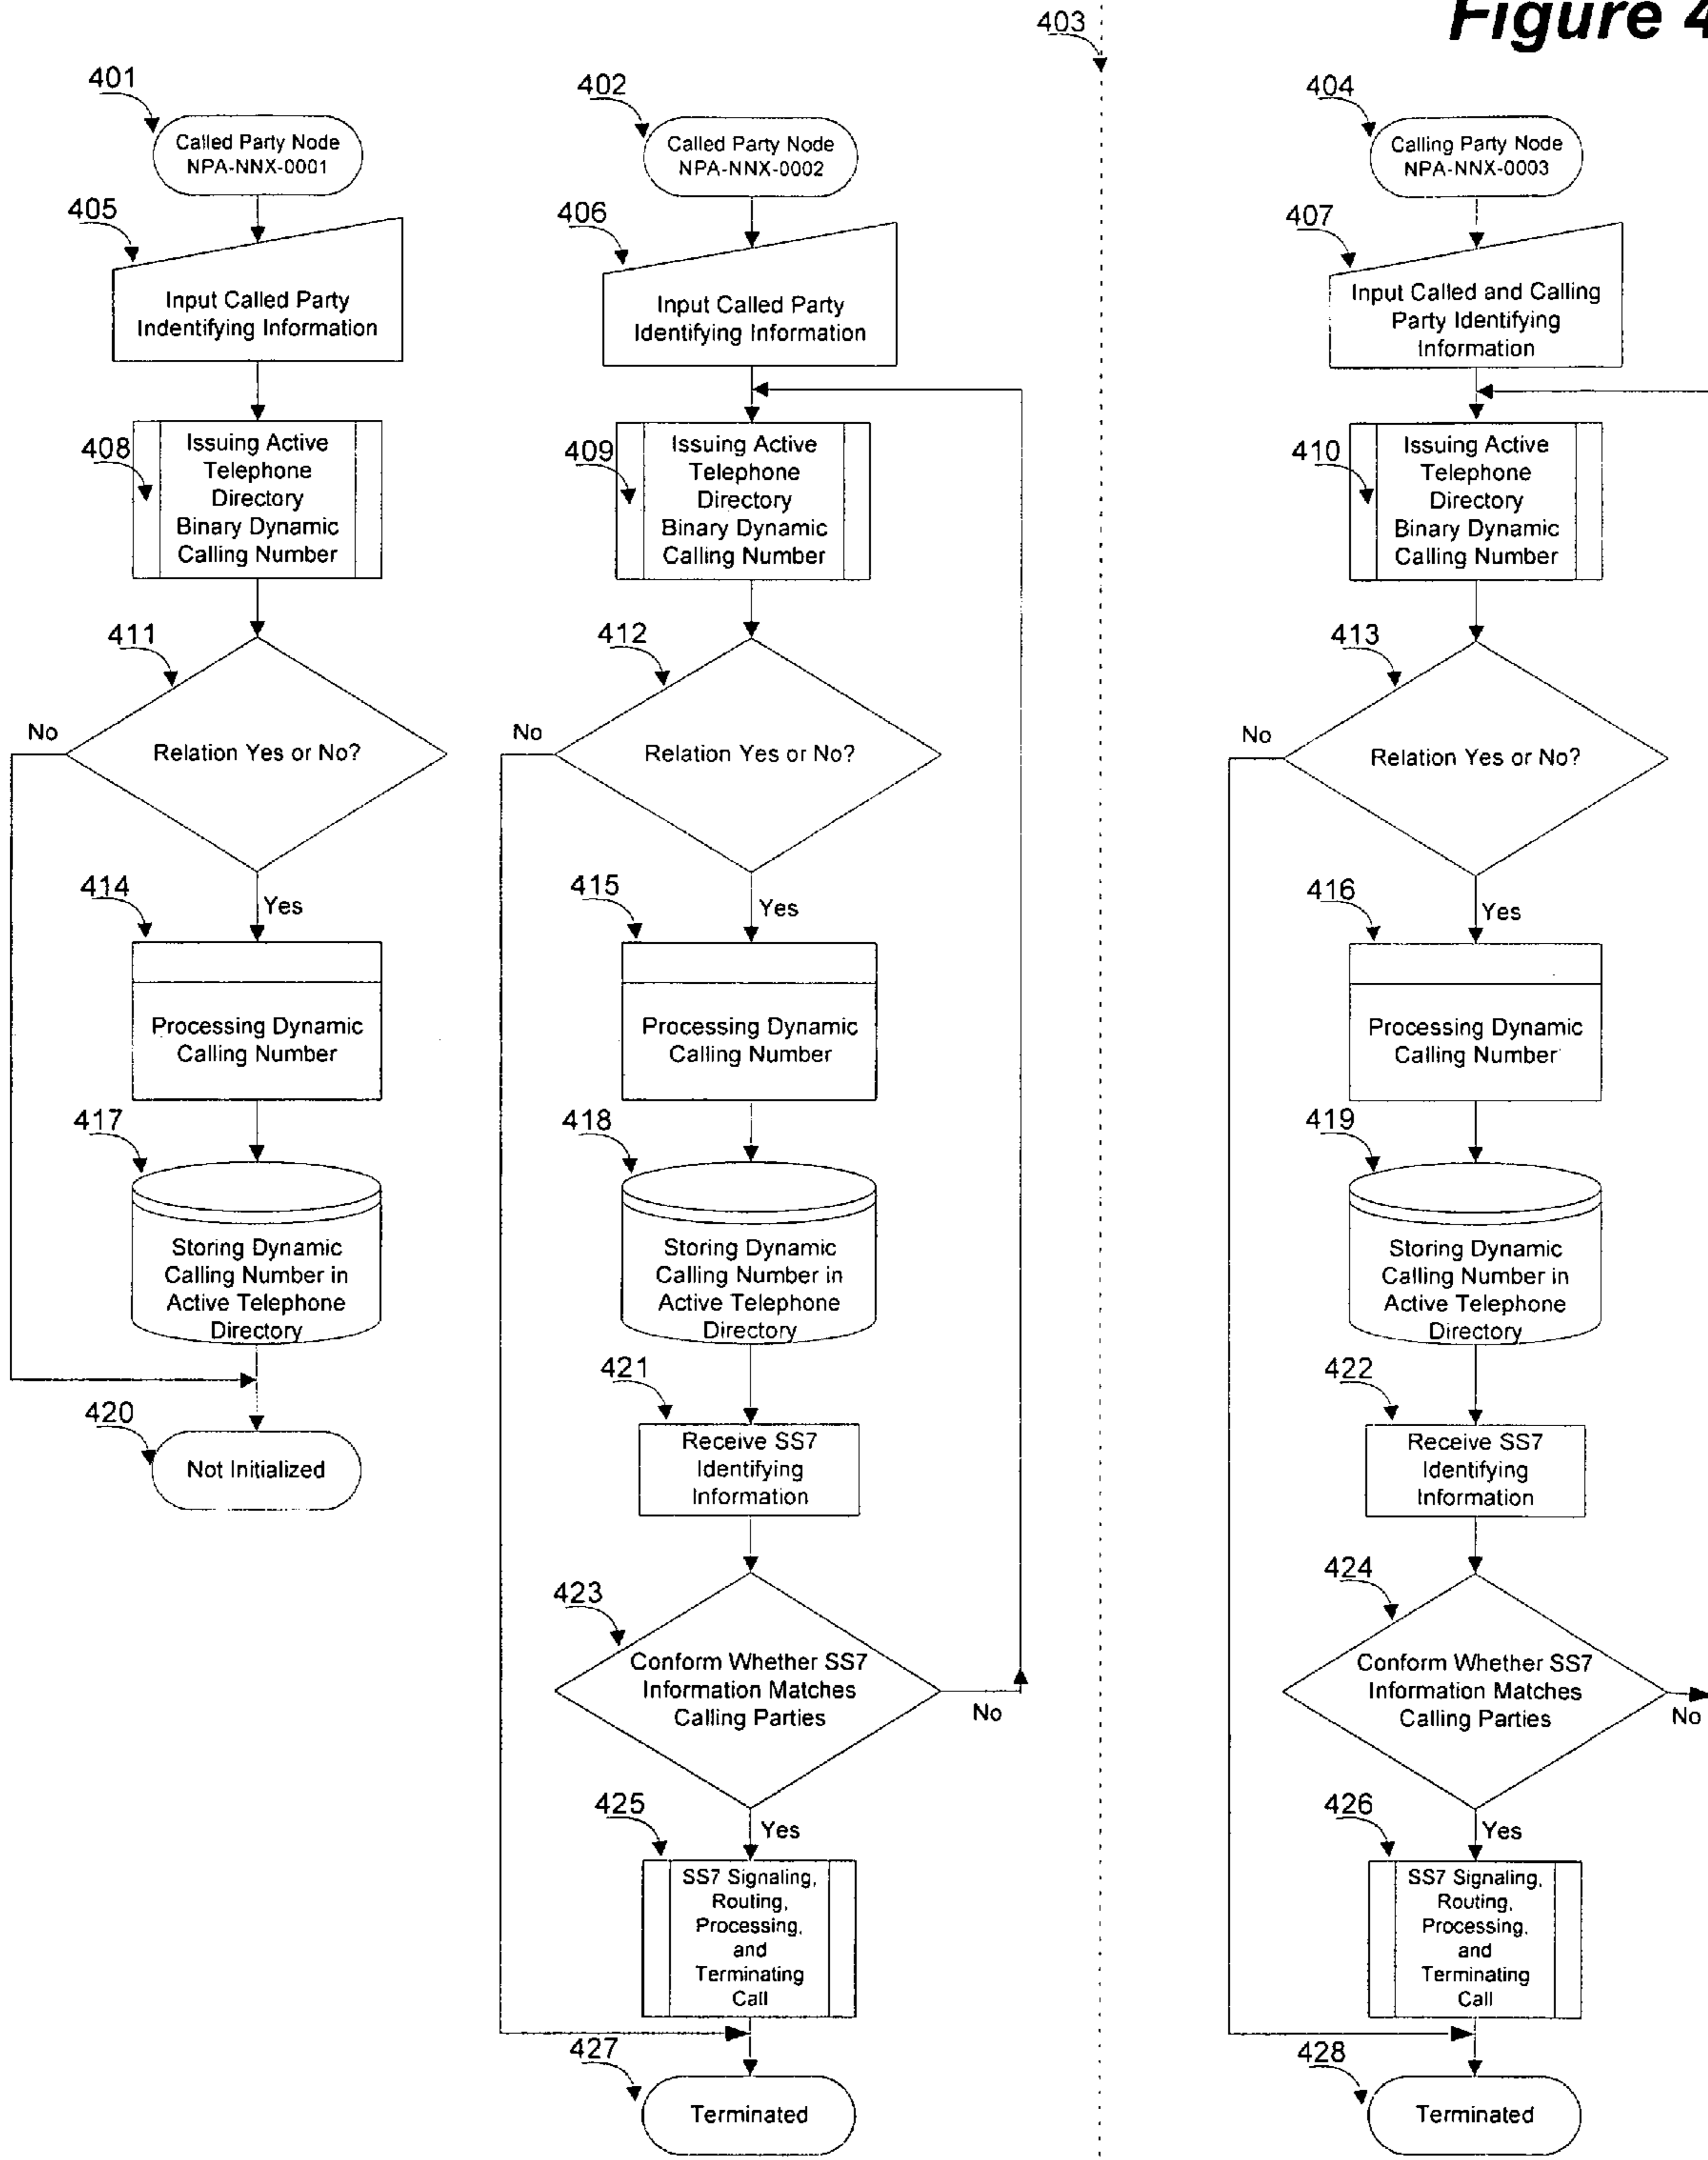 Figure 4
403
401
Called Party Node
NPA-NNX-0001
405
Input Called Party
Indentifying Information
408
Issuing Active
Telephone
Directory
Binary Dynamic
Calling Number
411
No
Relation Yes or No?
Yes
414
Processing Dynamic
Calling Number
417
Storing Dynamic
Calling Number in
Active Telephone
Directory
420
Not Initialized
402
Called Party Node
NPA-NNX-0002
406
Input Called Party
Identifying Information
409
Issuing Active
Telephone
Directory
Binary Dynamic
Calling Number
412
No
Relation Yes or No?
Yes
415
Processing Dynamic
Calling Number
418
Storing Dynamic
Calling Number in
Active Telephone
Directory
421
Receive SS7
Identifying
Information
423
Conform Whether SS7
Information Matches
Calling Parties
No
Yes
425
SS7 Signaling,
Routing,
Processing,
and
Terminating
Call
427
Terminated
404
Calling Party Node
NPA-NNX-0003
407
Input Called and Calling
Party Identifying
Information
410
Issuing Active
Telephone
Directory
Binary Dynamic
Calling Number
413
No
Relation Yes or No?
Yes
416
Processing Dynamic
Calling Number
419
Storing Dynamic
Calling Number in
Active Telephone
Directory
422
Receive SS7
Identifying
Information
424
Conform Whether SS7
Information Matches
Calling Parties
No
Yes
426
SS7 Signaling,
Routing,
Processing,
and
Terminating
Call
428
Terminated